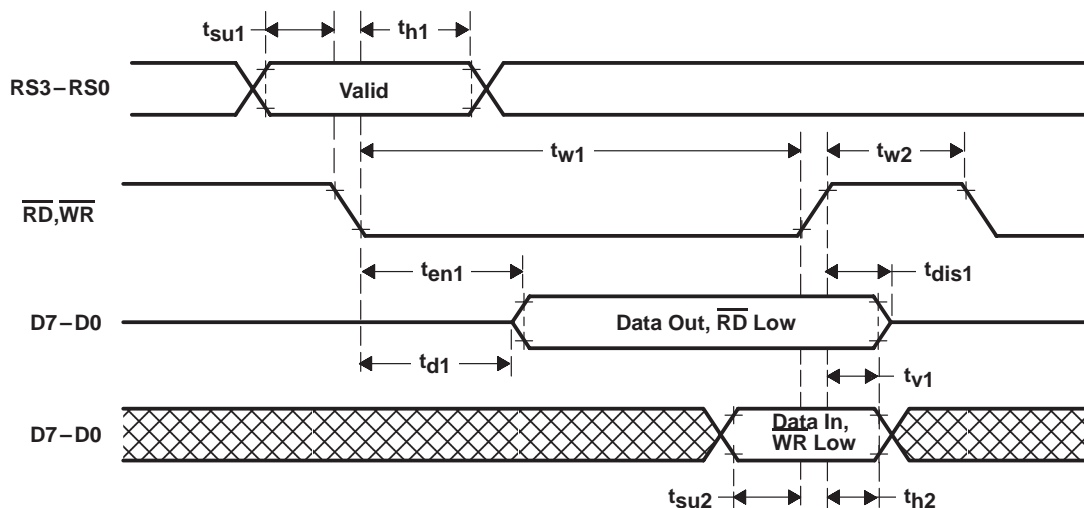 tsu1
th1
RS3–RS0
Valid
tw1
tw2
RD,WR
ten1
tdis1
D7–D0
Data Out, RD Low
td1
tv1
D7–D0
Data In,
WR Low
tsu2
th2